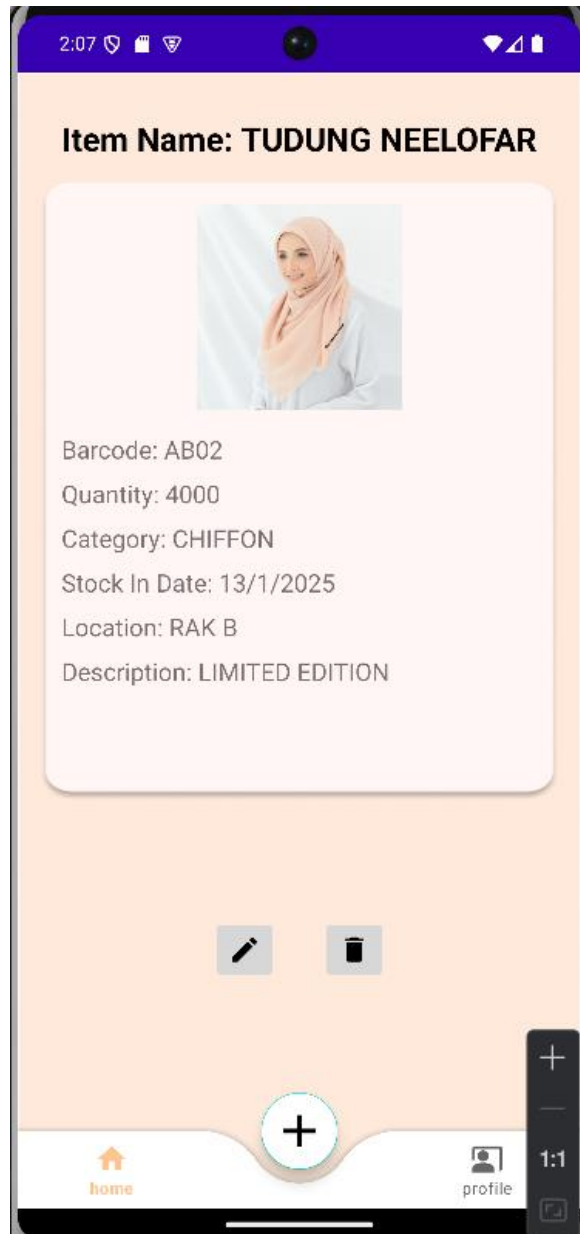 2:07
Item Name: TUDUNG NEELOFAR
Barcode: AB02
Quantity: 4000
Category: CHIFFON
Stock In Date: 13/1/2025
Location: RAK B
Description: LIMITED EDITION
1:1
home
profile